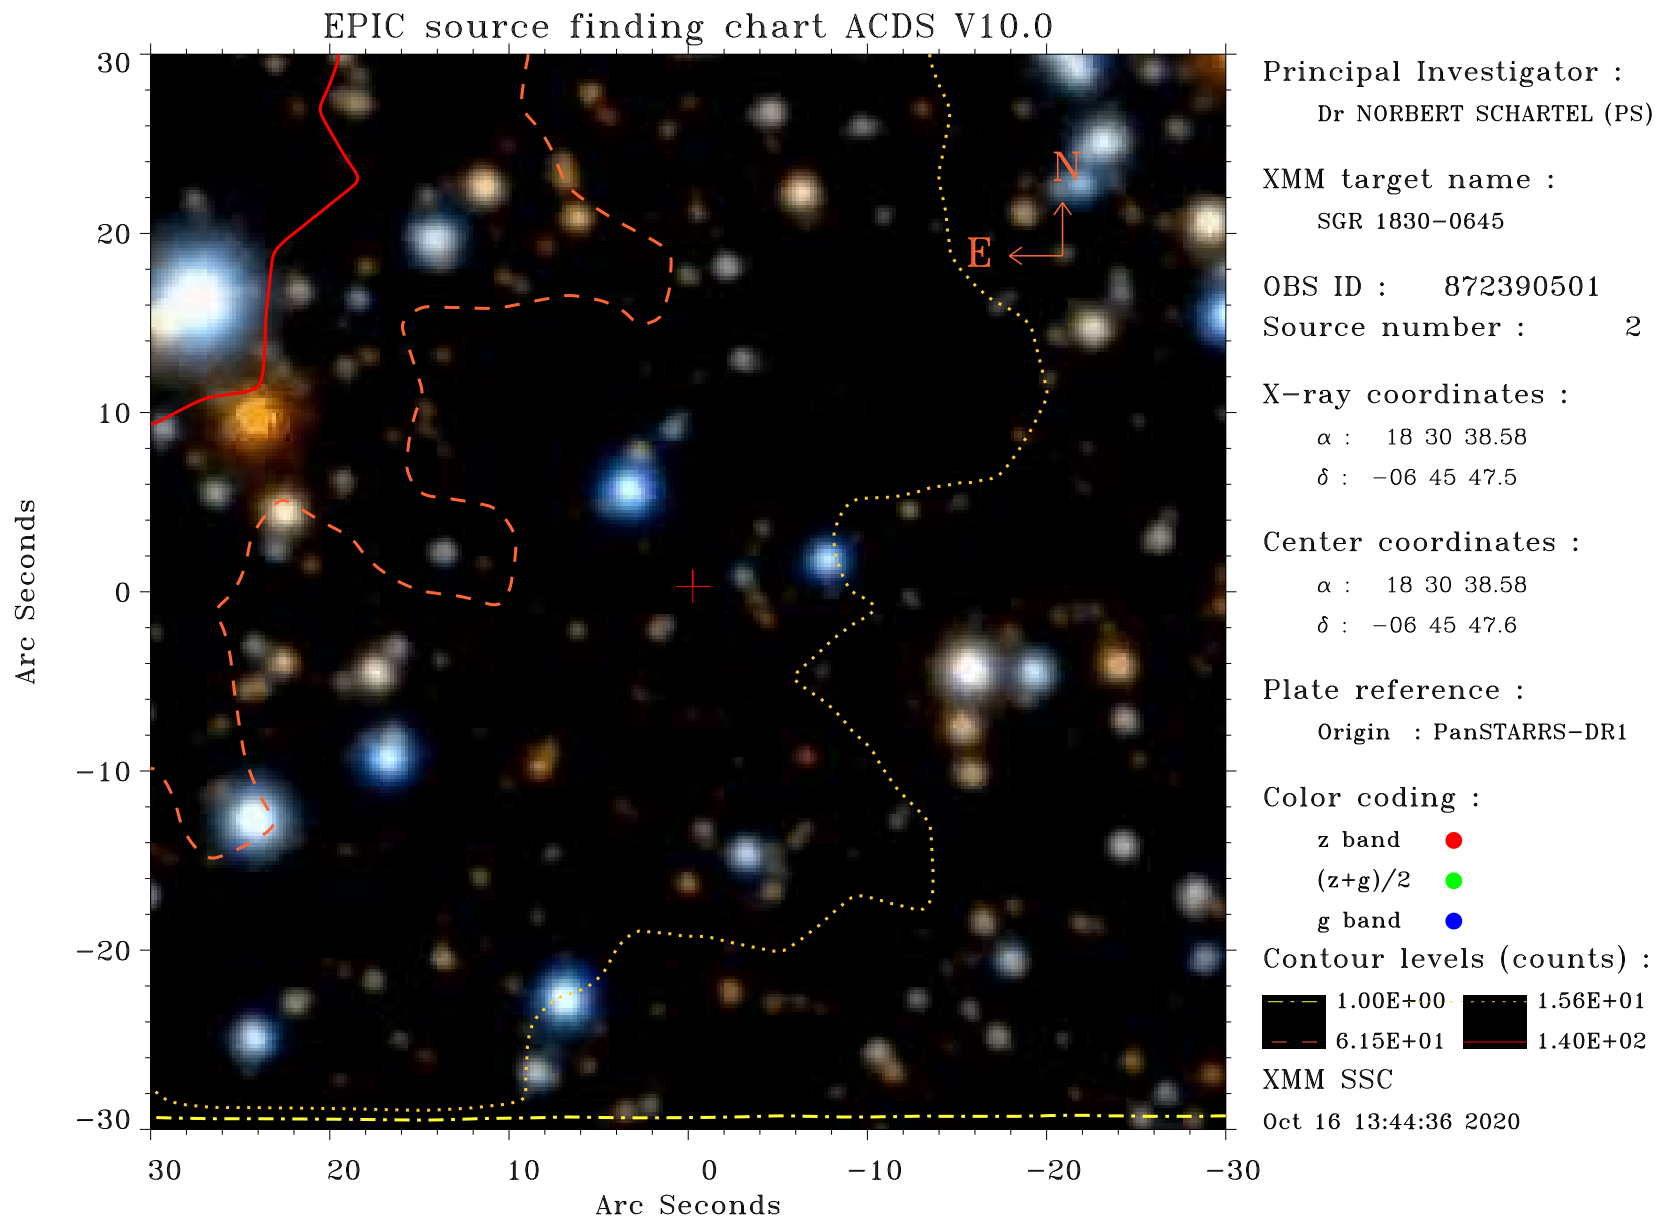 EPIC source finding chart ACDS V10.0
30
20
10
0
−10
−20
−30
Arc Seconds
30 20 10 0 −10 −20 −30
Arc Seconds
N
E
Principal Investigator :
Dr NORBERT SCHARTEL (PS)
XMM target name :
SGR 1830−0645
OBS ID : 872390501
Source number : 2
X−ray coordinates :
α : 18 30 38.58
δ : −06 45 47.5
Center coordinates :
α : 18 30 38.58
δ : −06 45 47.6
Plate reference :
Origin : PanSTARRS−DR1
Color coding :
z band
(z+g)/2
g band
Contour levels (counts) :
1.00E+00 1.56E+01
6.15E+01 1.40E+02
XMM SSC
Oct 16 13:44:36 2020